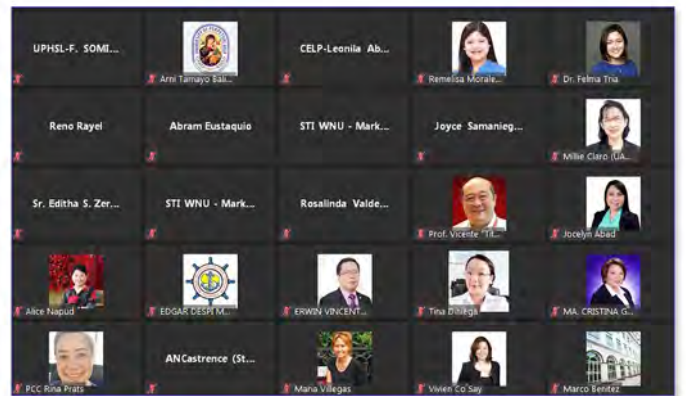 UPHSL-F. SOMI...
Arni Tamayo Bali...
CELP-Leonila Ab...
Remelisa Morale...
Dr. Felma Tria
Reno Rayel
Abram Eustaquio
STI WNU - Mark...
Joyce Samanieg...
Millie Claro (UA...
Sr. Editha S. Zer...
STI WNU - Mark...
Rosalinda Valde...
Prof. Vicente "Tit...
Jocelyn Abad
Alice Napud
EDGAR DESPI M...
ERWIN VINCENT...
Tina
MA. CRISTINA G...
PCC Rina Prats
ANCastrence (St...
Maria Villegas
Vivien Co Say
Marco Benitez